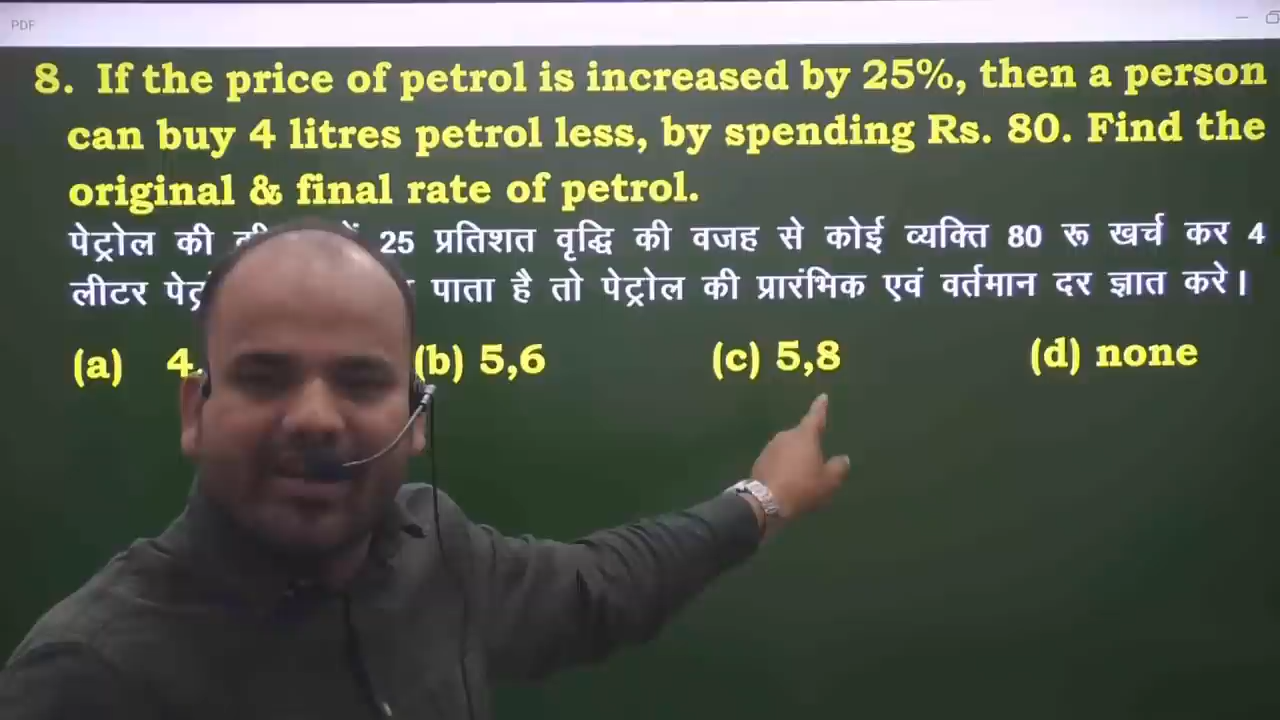 PDF
8. If the price of petrol is increased by 25%, then a person
can buy 4 litres petrol less, by spending Rs. 80. Find the
original & final rate of petrol.
पेट्रोल की में 25 प्रतिशत वृद्धि की वजह से कोई व्यक्ति 80 रू खर्च कर 4
लीटर पाता है तो पेट्रोल की प्रारंभिक एवं वर्तमान दर ज्ञात करे।
(a) 4, (b) 5,6 (c) 5,8 (d) none